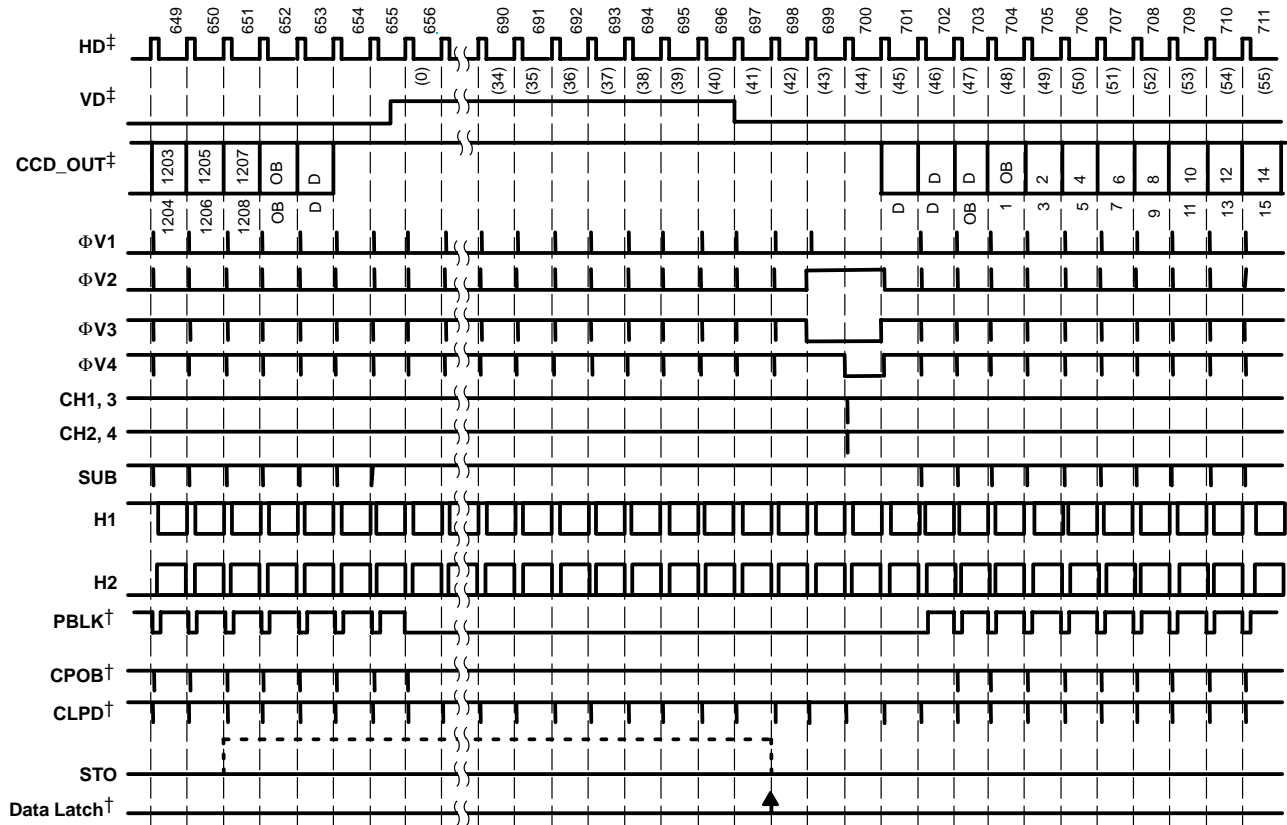 649 650 651 652 653 654 655 656 690 691 692 693 694 695 696 697 698 699 700 701 702 703 704 705 706 707 708 709 710 711
HD‡
(0) (34) (35) (36) (37) (38) (39) (40) (41) (42) (43) (44) (45) (46) (47) (48) (49) (50) (51) (52) (53) (54) (55)
VD‡
CCD_OUT‡
1203 1205 1207 OB D D D OB 2 4 6 8 10 12 14
1204 1206 1208 OB D D D OB 1 3 5 7 9 11 13 15
ΦV1
ΦV2
ΦV3
ΦV4
CH1, 3
CH2, 4
SUB
H1
H2
PBLK†
CPOB†
CLPD†
STO
Data Latch†